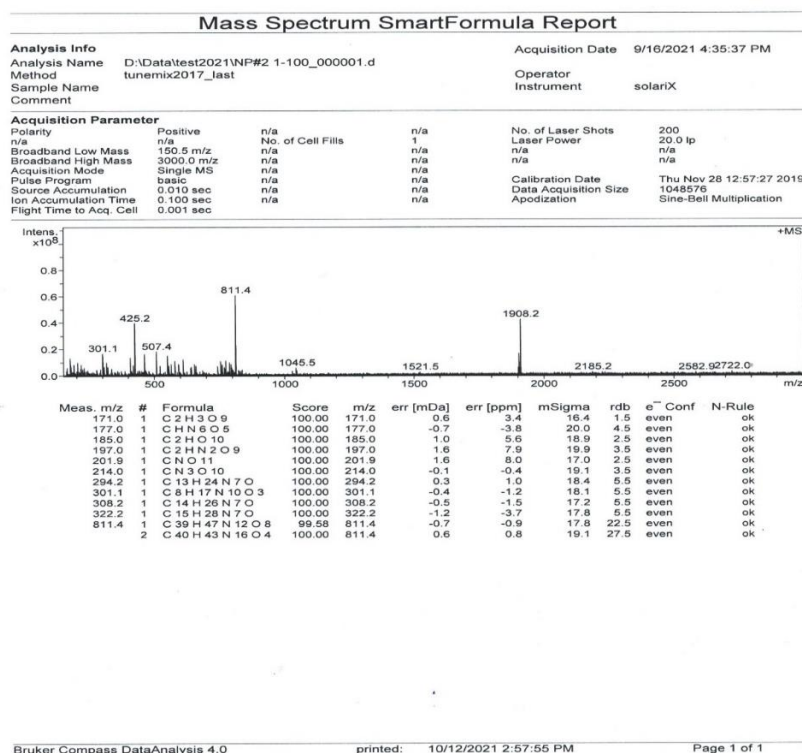 Mass Spectrum SmartFormula Report
Analysis Info Acquisition Date 9/16/2021 4:35:37 PM
Analysis Name D:\Data\test2021\NP#2 1-100_000001.d
Method tunemix2017_last Operator
Sample Name Instrument solariX
Comment
Acquisition Parameter
Polarity Positive n/a n/a No. of Laser Shots 200
n/a n/a No. of Cell Fills 1 Laser Power 20.0 lp
Broadband Low Mass 150.5 m/z n/a n/a n/a n/a
Broadband High Mass 3000.0 m/z n/a n/a n/a n/a
Acquisition Mode Single MS n/a n/a
Pulse Program basic n/a n/a Calibration Date Thu Nov 28 12:57:27 2019
Source Accumulation 0.010 sec n/a n/a Data Acquisition Size 1048576
Ion Accumulation Time 0.100 sec n/a n/a Apodization Sine-Bell Multiplication
Flight Time to Acq. Cell 0.001 sec
Intens. +MS
x10⁸
0.8
0.6 811.4
0.4 425.2 1908.2
0.2 301.1 507.4
0.0 1045.5 1521.5 2185.2 2582.9 2722.0
500 1000 1500 2000 2500 m/z
Meas. m/z # Formula Score m/z err [mDa] err [ppm] mSigma rdb e⁻ Conf N-Rule
171.0 1 C 2 H 3 O 9 100.00 171.0 0.6 3.4 16.4 1.5 even ok
177.0 1 C H N 6 O 5 100.00 177.0 -0.7 -3.8 20.0 4.5 even ok
185.0 1 C 2 H O 10 100.00 185.0 1.0 5.6 18.9 2.5 even ok
197.0 1 C 2 H N 2 O 9 100.00 197.0 1.6 7.9 19.9 3.5 even ok
201.9 1 C N O 11 100.00 201.9 1.6 8.0 17.0 2.5 even ok
214.0 1 C N 3 O 10 100.00 214.0 -0.1 -0.4 19.1 3.5 even ok
294.2 1 C 13 H 24 N 7 O 100.00 294.2 0.3 1.0 18.4 5.5 even ok
301.1 1 C 8 H 17 N 10 O 3 100.00 301.1 -0.4 -1.2 18.1 5.5 even ok
308.2 1 C 14 H 26 N 7 O 100.00 308.2 -0.5 -1.5 17.2 5.5 even ok
322.2 1 C 15 H 28 N 7 O 100.00 322.2 -1.2 -3.7 17.8 5.5 even ok
811.4 1 C 39 H 47 N 12 O 8 99.58 811.4 -0.7 -0.9 17.8 22.5 even ok
2 C 40 H 43 N 16 O 4 100.00 811.4 0.6 0.8 19.1 27.5 even ok
Bruker Compass DataAnalysis 4.0 printed: 10/12/2021 2:57:55 PM Page 1 of 1